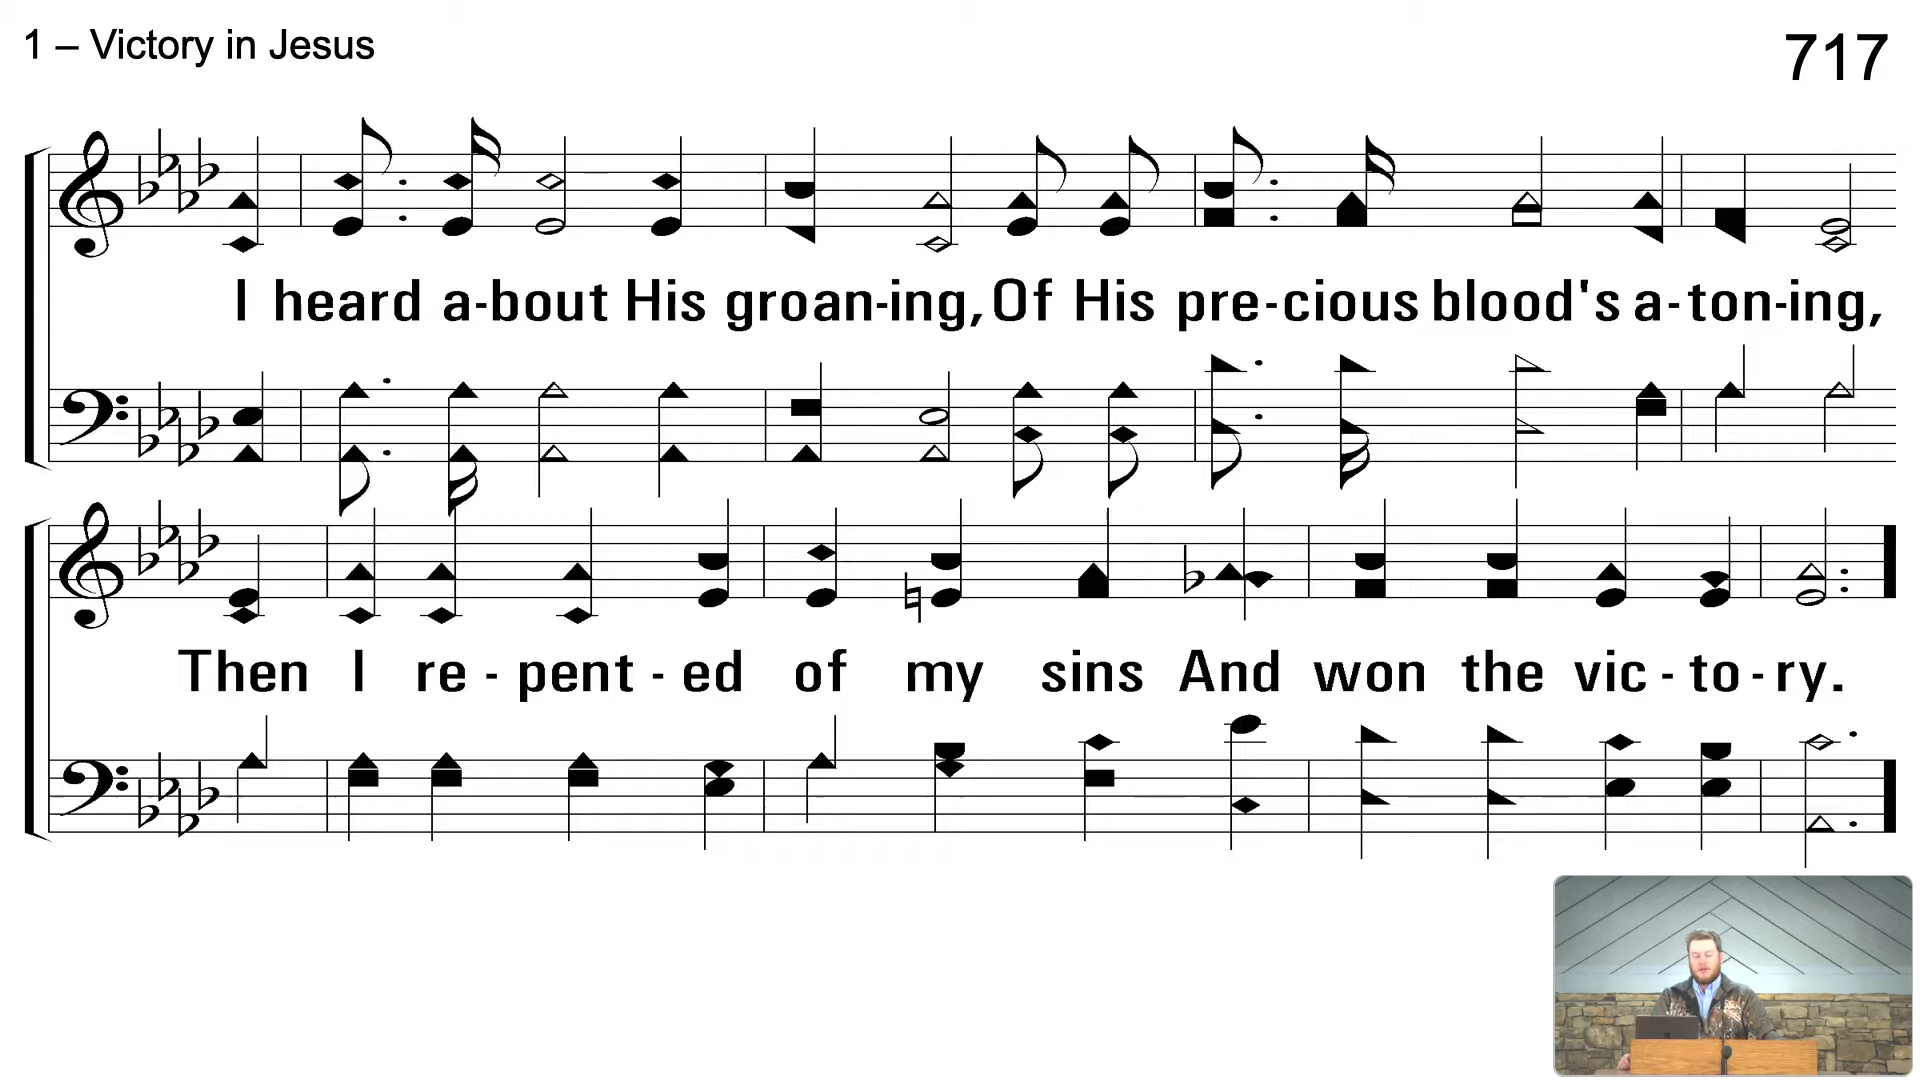 1 – Victory in Jesus
717
I heard a-bout His groan-ing, Of His pre-cious blood's a-ton-ing,
Then I re - pent - ed of my sins And won the vic - to - ry.